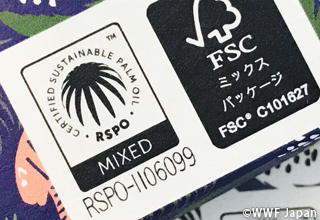 CERTIFIED SUSTAINABLE PALM OIL
TM
RSPO
MIXED
RSPO-1106099
FSC
ミックス
パッケージ
FSC® C101627
©WWF Japan